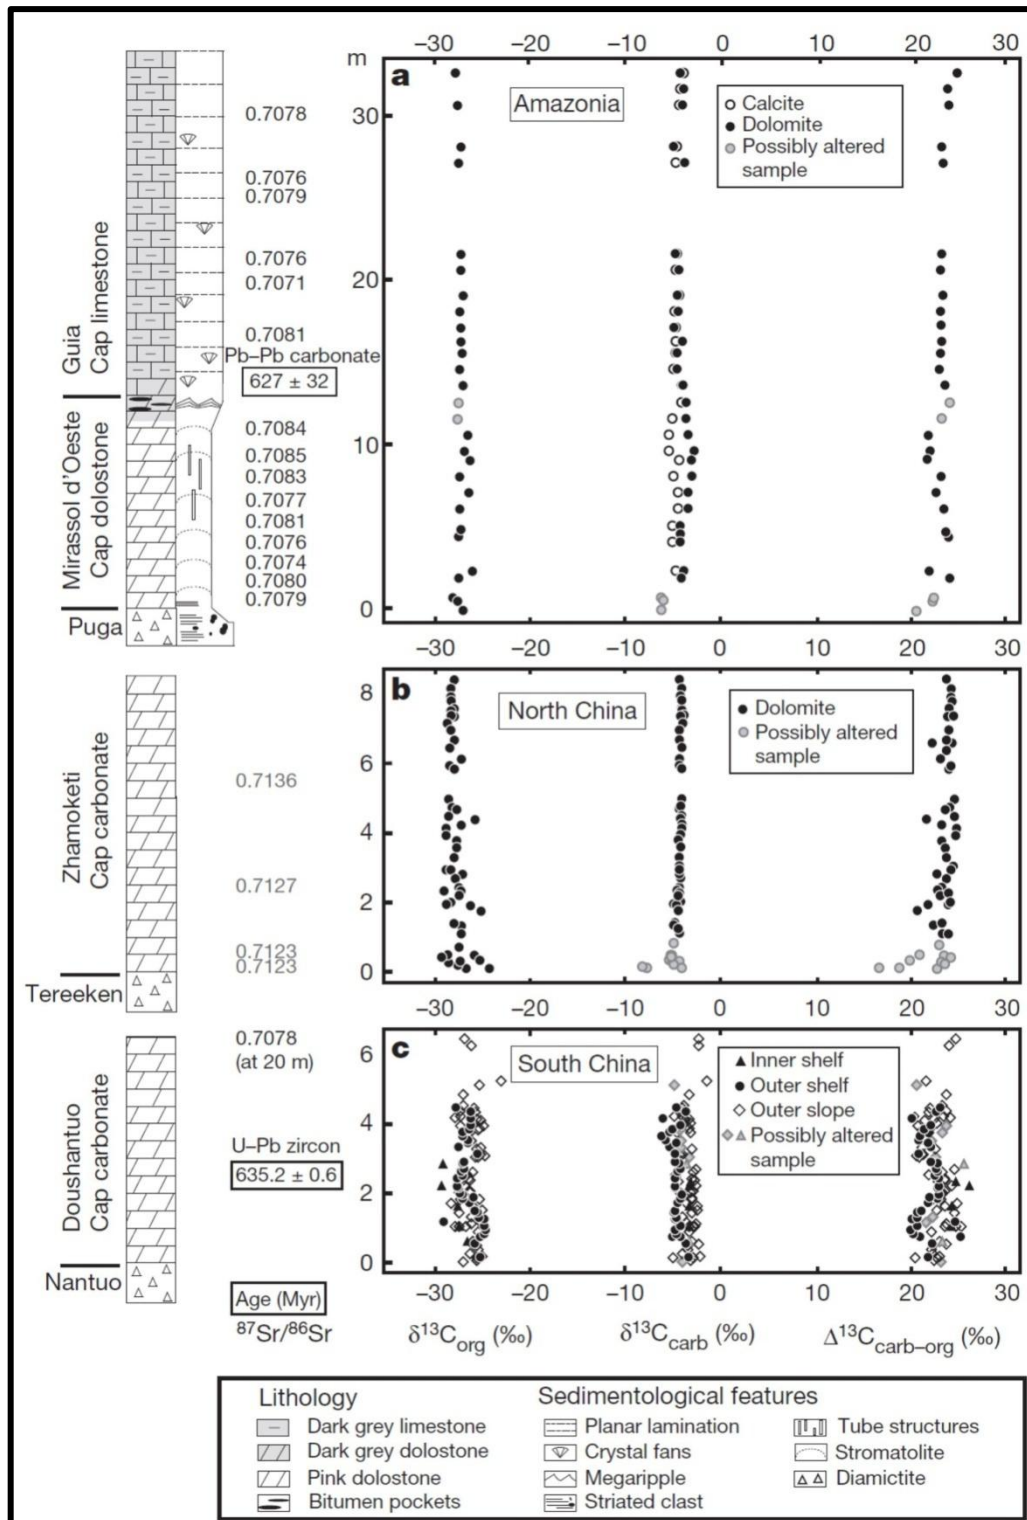 −30 −20 −10 0 10 20 30
m
a
Amazonia
Calcite
Dolomite
Possibly altered
sample
30
20
10
0
0.7078
0.7076
0.7079
0.7076
0.7071
0.7081
Pb–Pb carbonate
627 ± 32
0.7084
0.7085
0.7083
0.7077
0.7081
0.7076
0.7074
0.7080
0.7079
Guia
Cap limestone
Mirassol d'Oeste
Cap dolostone
Puga
−30 −20 −10 0 10 20 30
b
North China
Dolomite
Possibly altered
sample
8
6
4
2
0
0.7136
0.7127
0.7123
0.7123
Zhamoketi
Cap carbonate
Tereeken
−30 −20 −10 0 10 20 30
c
South China
Inner shelf
Outer shelf
Outer slope
Possibly altered
sample
6
4
2
0
0.7078
(at 20 m)
U–Pb zircon
635.2 ± 0.6
Doushantuo
Cap carbonate
Nantuo
−30 −20 −10 0 10 20 30
Age (Myr)
87Sr/86Sr
δ13Corg (‰)
δ13Ccarb (‰)
Δ13Ccarb–org (‰)
Lithology
Dark grey limestone
Dark grey dolostone
Pink dolostone
Bitumen pockets
Sedimentological features
Planar lamination
Crystal fans
Megaripple
Striated clast
Tube structures
Stromatolite
Diamictite